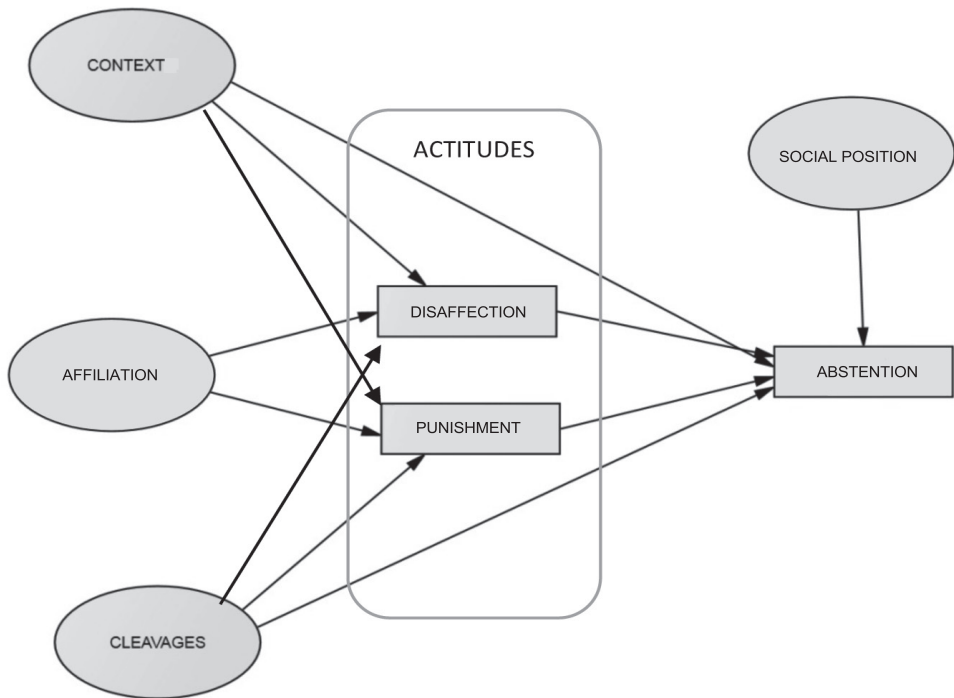 CONTEXT
ACTITUDES
SOCIAL POSITION
DISAFFECTION
AFFILIATION
ABSTENTION
PUNISHMENT
CLEAVAGES